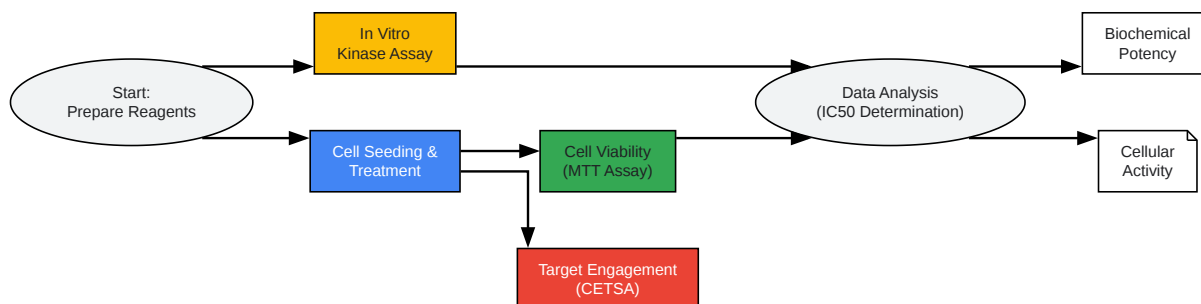 In Vitro
Kinase Assay
Biochemical
Potency
Start:
Prepare Reagents
Data Analysis
(IC50 Determination)
Cell Seeding &
Treatment
Cell Viability
(MTT Assay)
Cellular
Activity
Target Engagement
(CETSA)